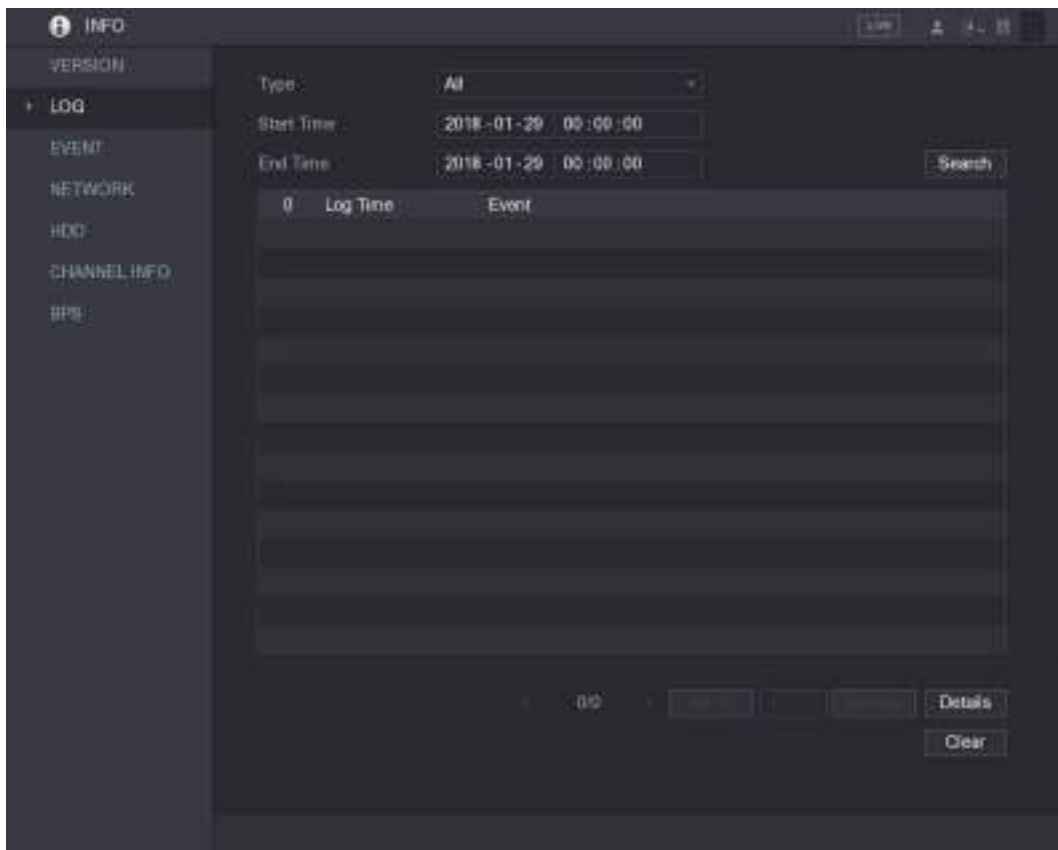 INFO
LIVE
VERSION
LOG
EVENT
NETWORK
HDD
CHANNEL INFO
BPS
Type All
Start Time 2018 -01 -29 00 :00 :00
End Time 2018 -01 -29 00 :00 :00
Search
0 Log Time Event
0/0
Details
Clear